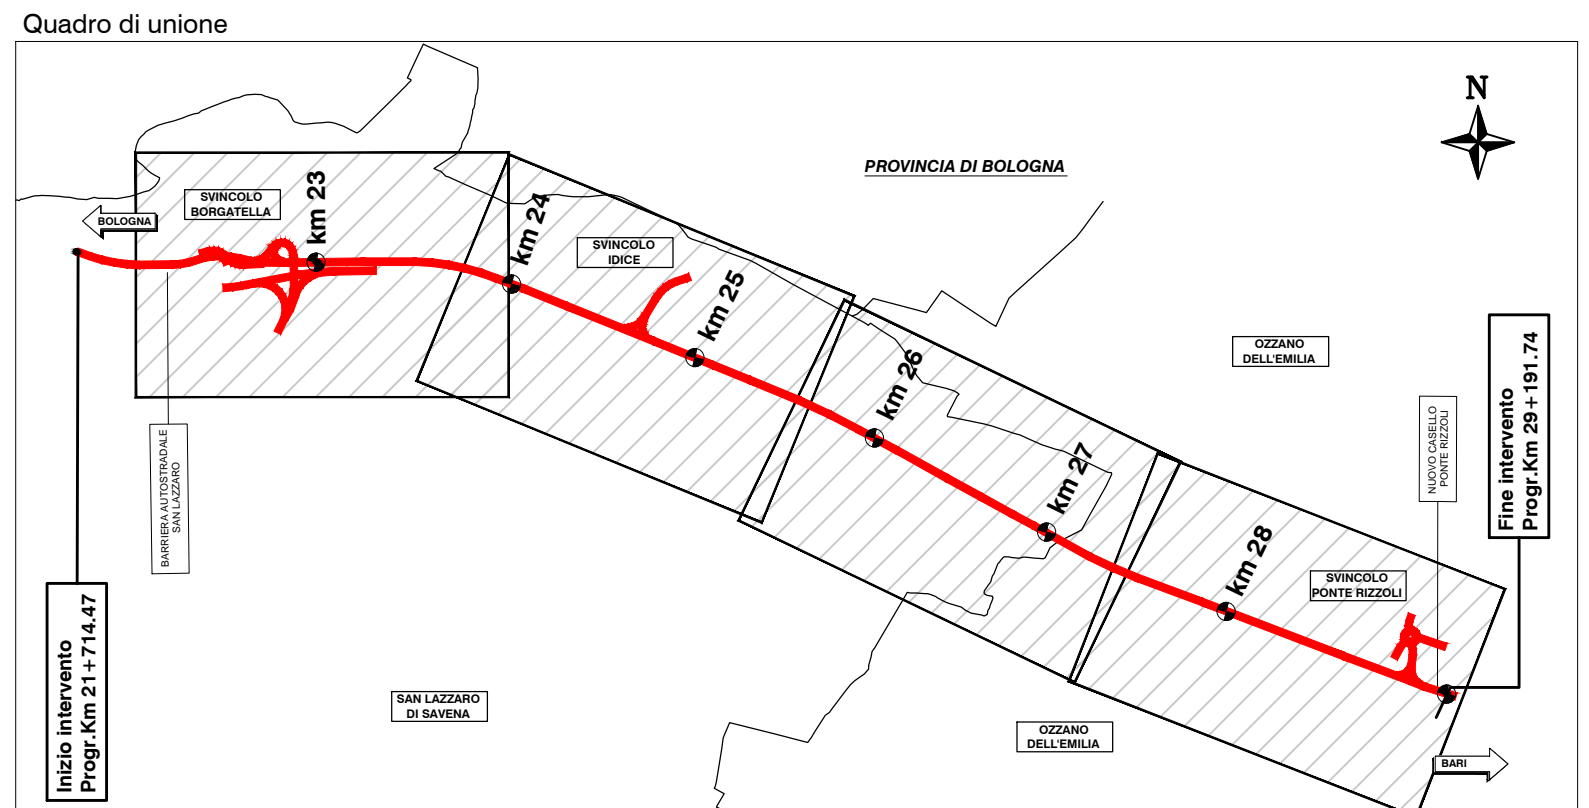 Quadro di unione
N
PROVINCIA DI BOLOGNA
SVINCOLO
BORGATELLA
BOLOGNA
km 23
km 24
SVINCOLO
IDICE
km 25
km 26
OZZANO
DELL'EMILIA
km 27
km 28
BARRIERA AUTOSTRADALE
SAN LAZZARO
NUOVO CASELLO
PONTE RIZZOLI
Fine intervento
Progr.Km 29+191.74
SVINCOLO
PONTE RIZZOLI
Inizio intervento
Progr.Km 21+714.47
SAN LAZZARO
DI SAVENA
OZZANO
DELL'EMILIA
BARI